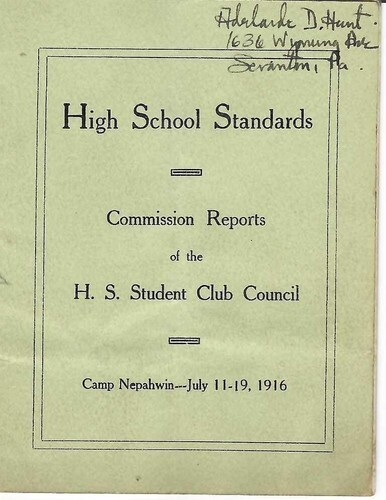 Adelaide D. Hunt.
1636 Wyoming Ave
Scranton, Pa.
High School Standards
Commission Reports
of the
H. S. Student Club Council
Camp Nepahwin---July 11-19, 1916